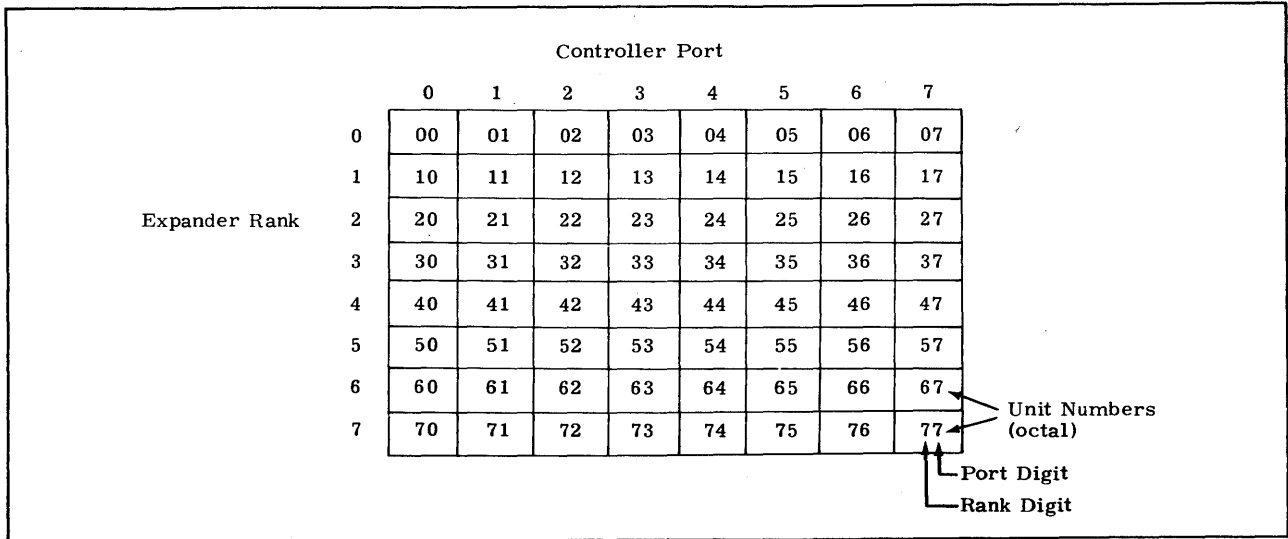 Controller Port
0 1 2 3 4 5 6 7
0 00 01 02 03 04 05 06 07
1 10 11 12 13 14 15 16 17
Expander Rank 2 20 21 22 23 24 25 26 27
3 30 31 32 33 34 35 36 37
4 40 41 42 43 44 45 46 47
5 50 51 52 53 54 55 56 57
6 60 61 62 63 64 65 66 67
Unit Numbers
(octal)
7 70 71 72 73 74 75 76 77
Port Digit
Rank Digit